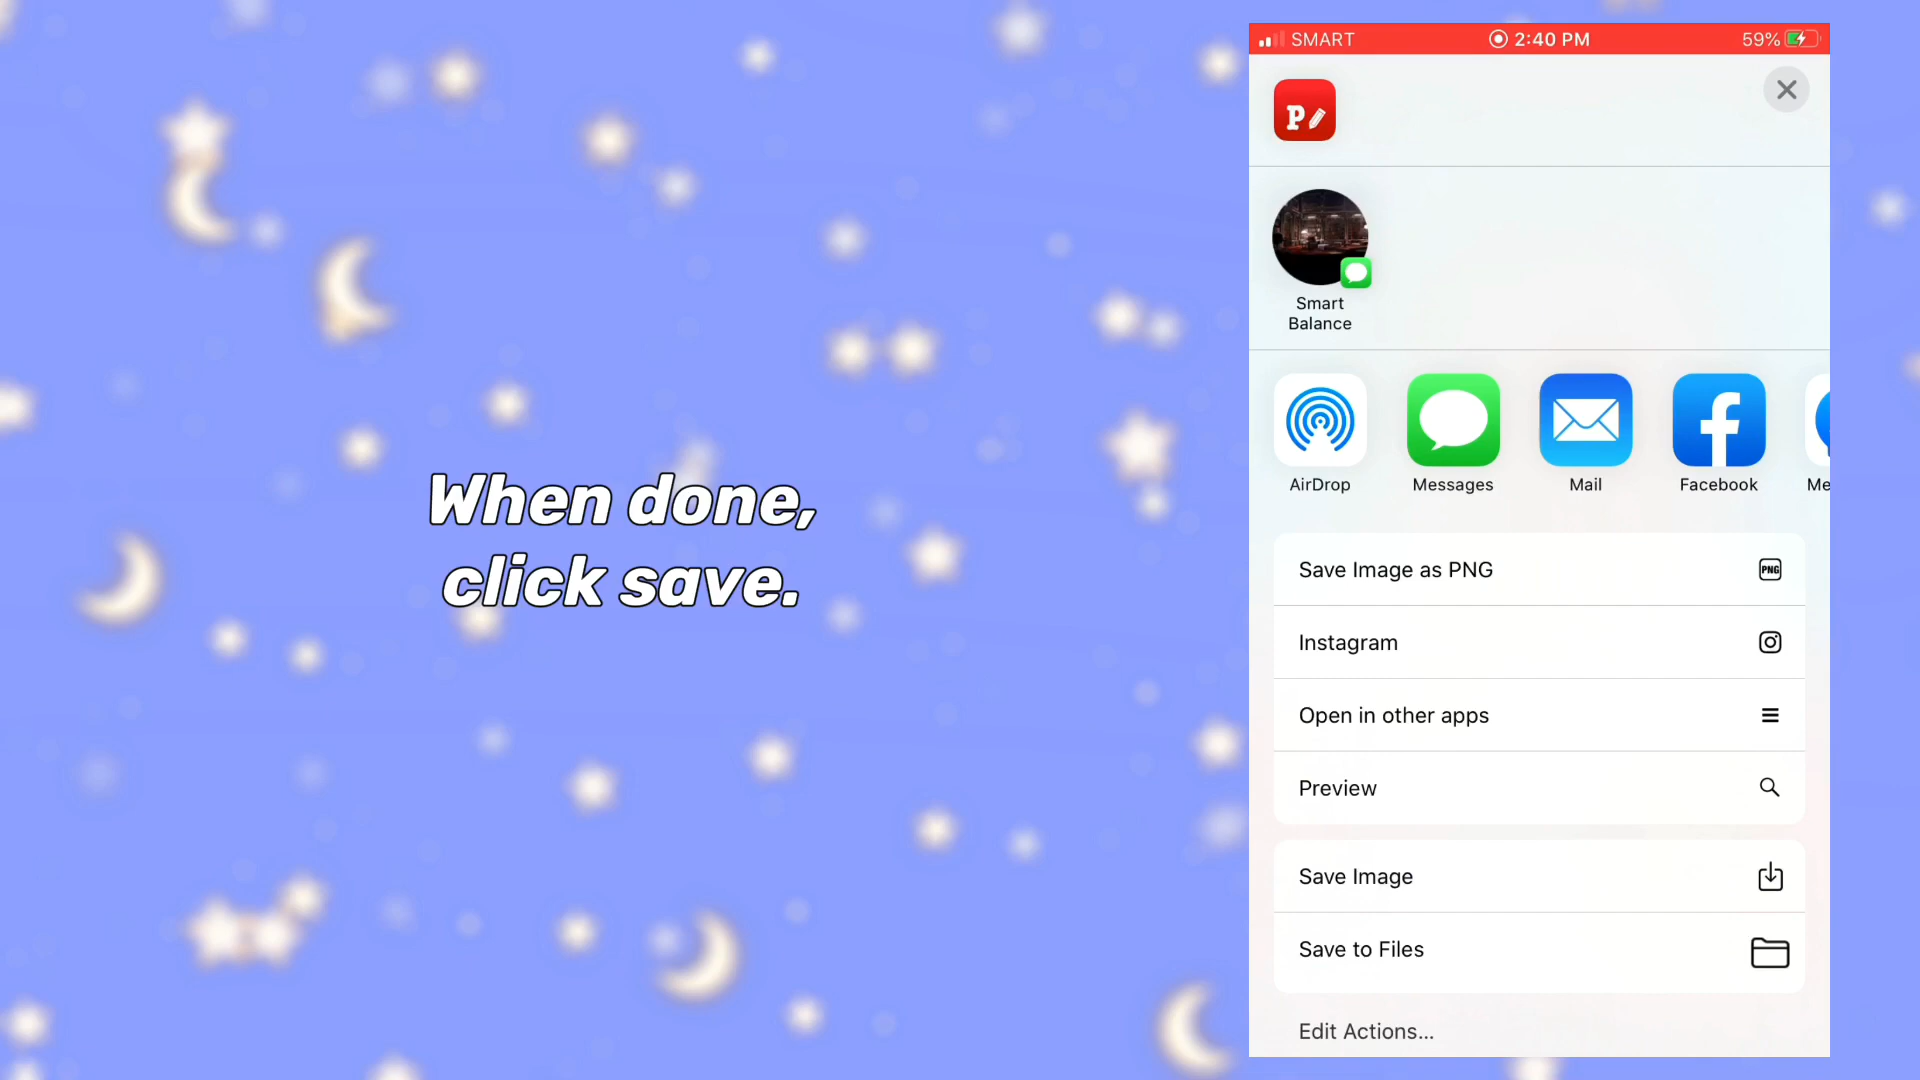 When done,
click save.
SMART
2:40 PM
59%
P
Smart
Balance
AirDrop
Messages
Mail
Facebook
Me
Save Image as PNG
PNG
Instagram
Open in other apps
Preview
Save Image
Save to Files
Edit Actions...